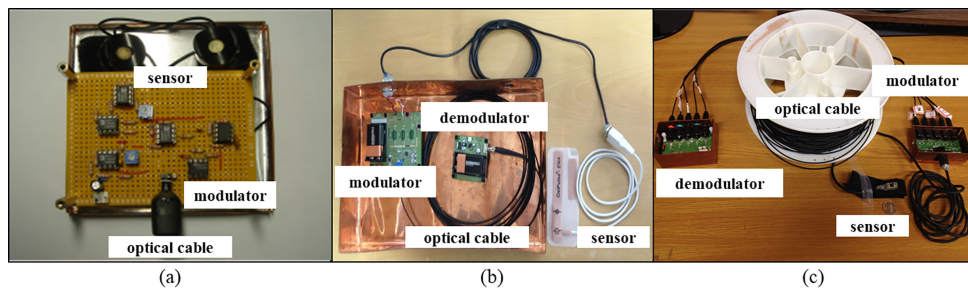 sensor
modulator
optical cable
demodulator
modulator
optical cable
sensor
modulator
optical cable
demodulator
sensor
(a)
(b)
(c)